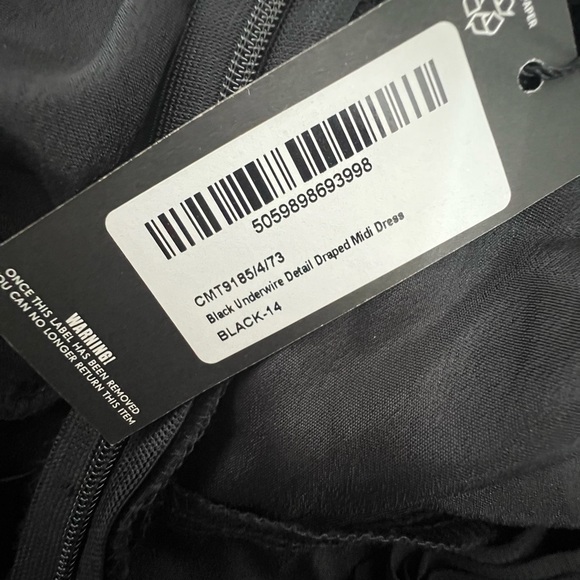 PAPER
5059898693998
CMT9185/4/73
Black Underwire Detail Draped Midi Dress
BLACK-14
WARNING!
ONCE THIS LABEL HAS BEEN REMOVED
YOU CAN NO LONGER RETURN THIS ITEM